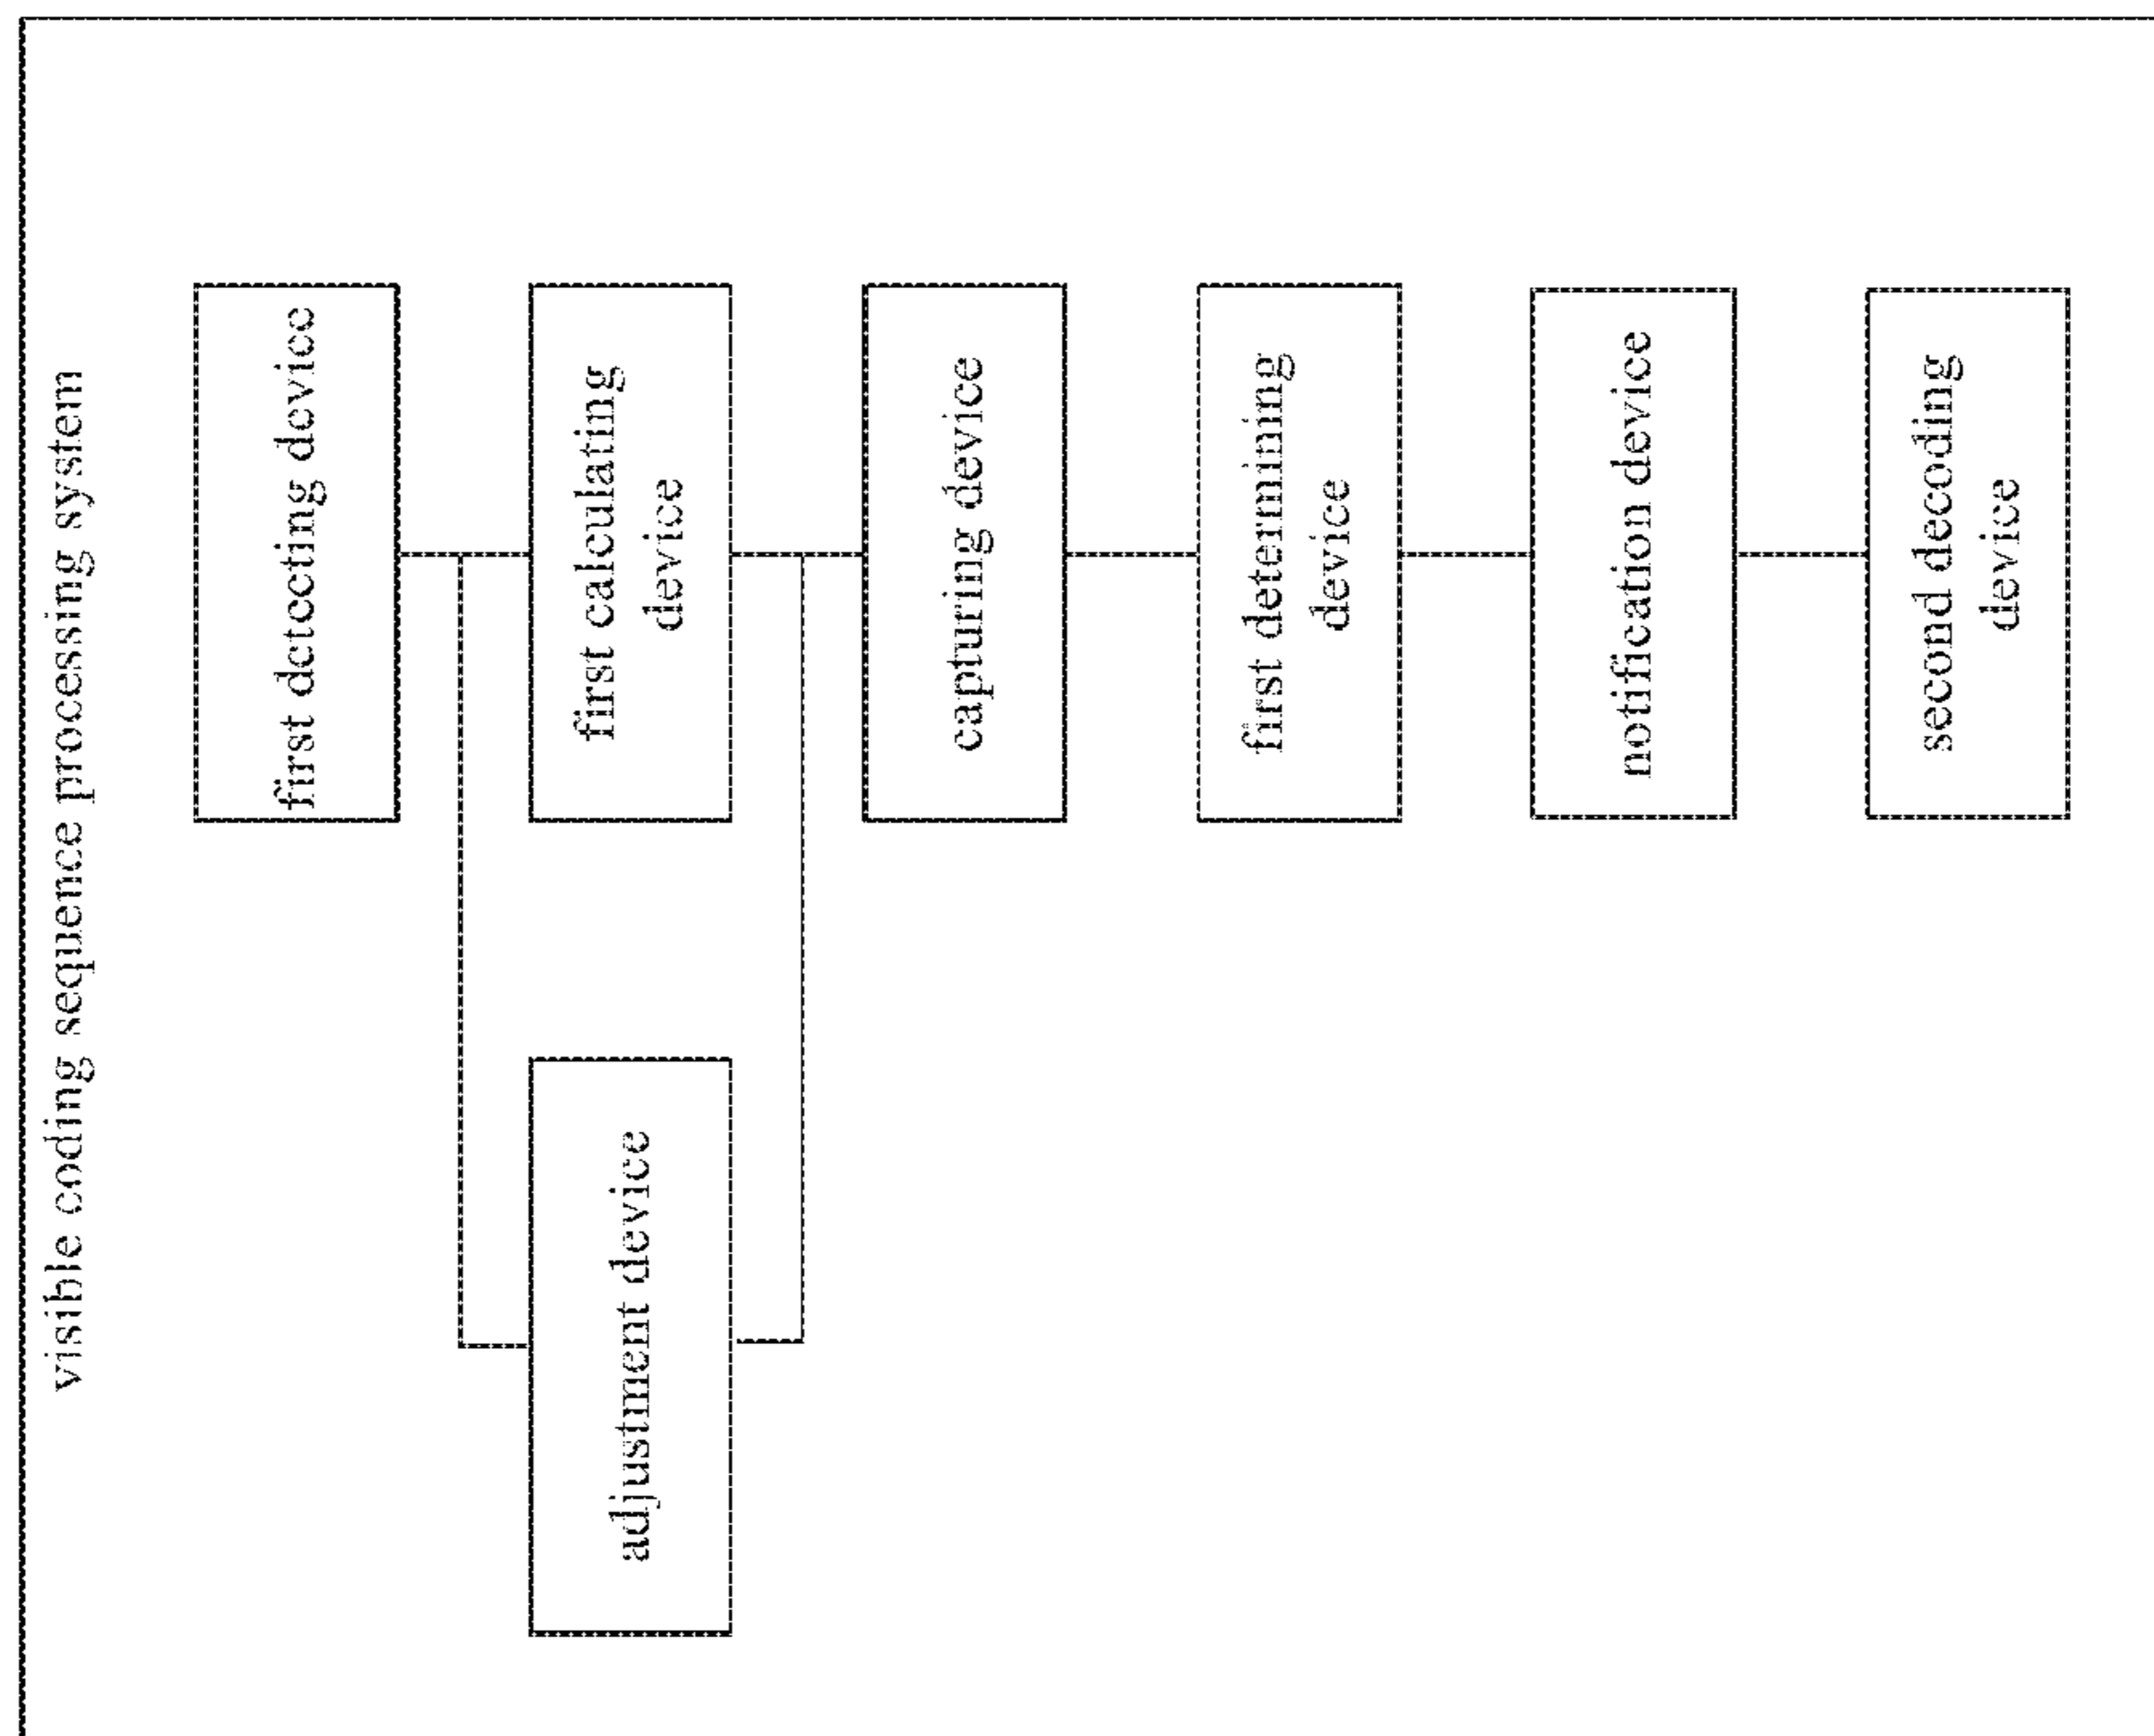 visible coding sequence processing system
first detecting device
first calculating
device
adjustment device
capturing device
first determining
device
notification device
second decoding
device